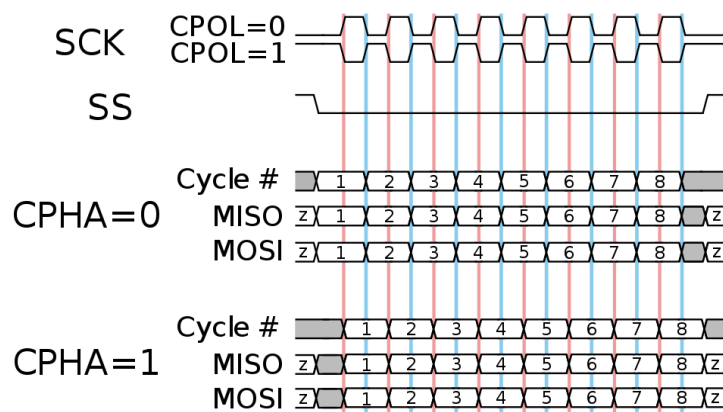 SCK CPOL=0
CPOL=1
SS
Cycle # 1 2 3 4 5 6 7 8
CPHA=0 MISO z 1 2 3 4 5 6 7 8 z
MOSI z 1 2 3 4 5 6 7 8 z
Cycle # 1 2 3 4 5 6 7 8
CPHA=1 MISO z 1 2 3 4 5 6 7 8 z
MOSI z 1 2 3 4 5 6 7 8 z